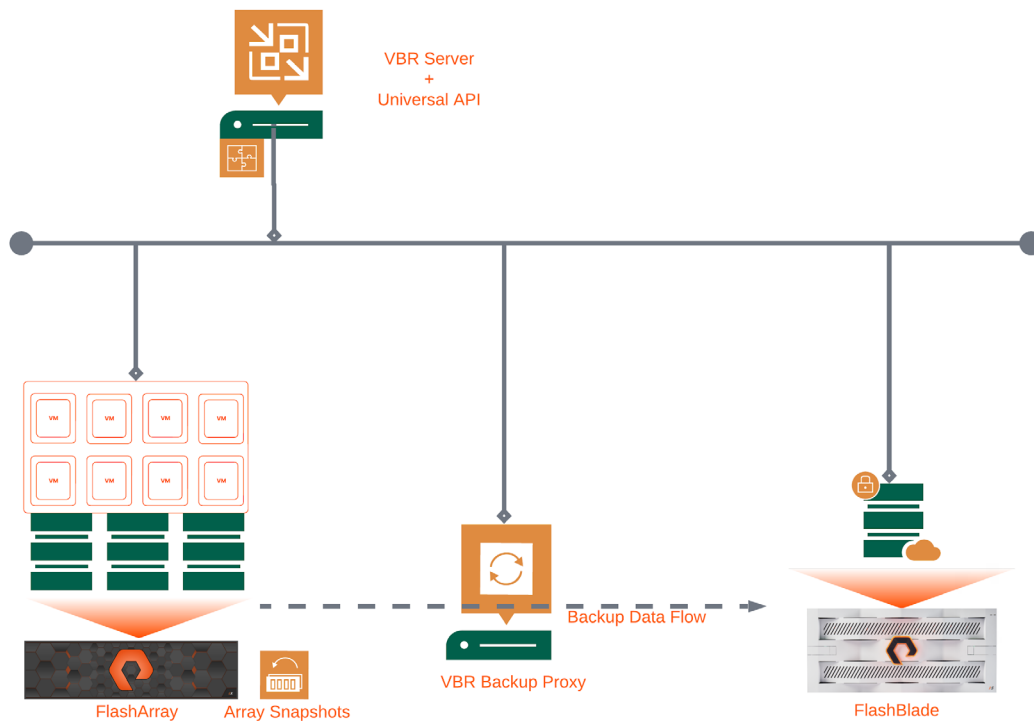 VBR Server
+
Universal API
VM VM VM VM
VM VM VM VM
Backup Data Flow
VBR Backup Proxy
FlashArray
Array Snapshots
FlashBlade